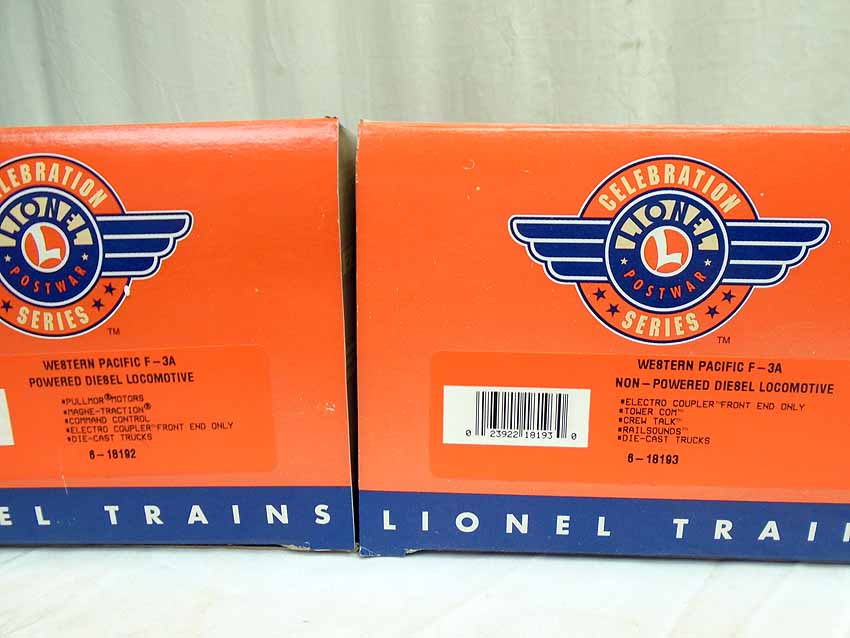 LEBRATION
LIONEL
L
POSTWAR
SERIES
TM
WESTERN PACIFIC F-3A
POWERED DIESEL LOCOMOTIVE
*PULLMOR® MOTORS
*MAGNE-TRACTION®
*COMMAND CONTROL
*ELECTRO COUPLER™ FRONT END ONLY
*DIE-CAST TRUCKS
6-18192
EL TRAINS
CELEBRATION
LIONEL
L
POSTWAR
SERIES
TM
WESTERN PACIFIC F-3A
NON-POWERED DIESEL LOCOMOTIVE
*ELECTRO COUPLER™ FRONT END ONLY
*TOWER COM™
*CREW TALK™
*RAILSOUNDS™
*DIE-CAST TRUCKS
0 23922 18193 0
6-18193
LIONEL TRAI